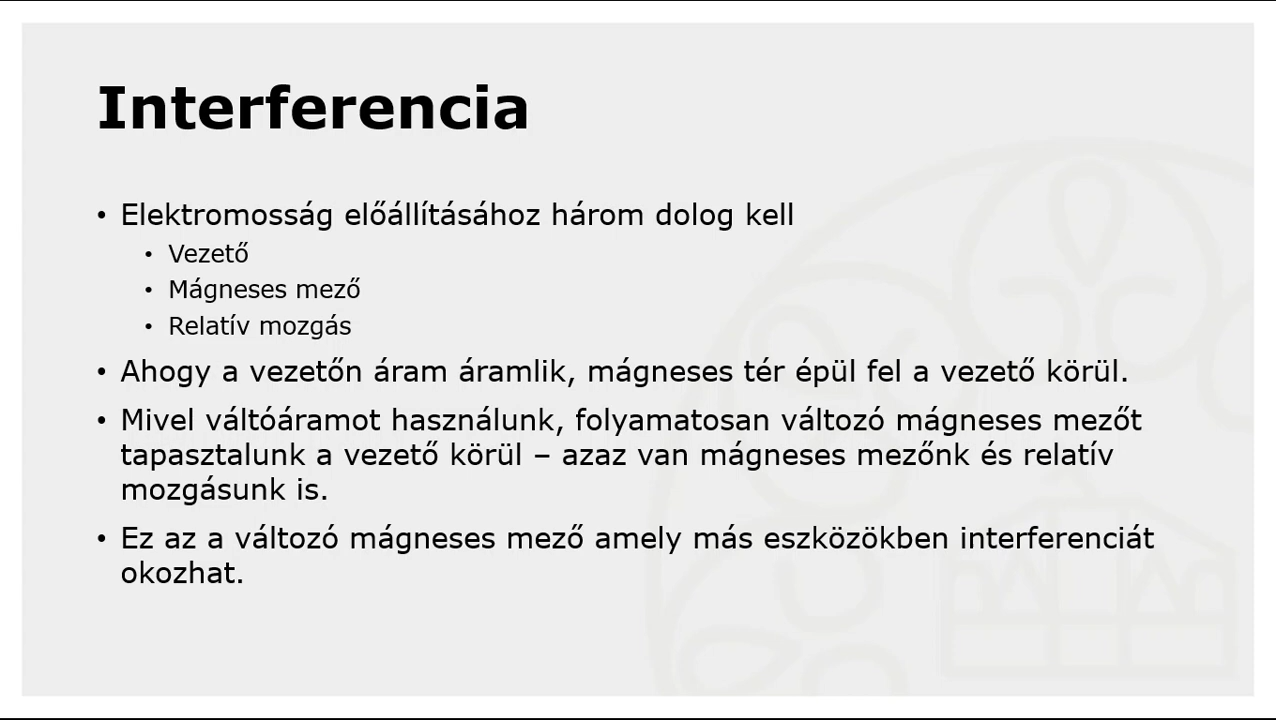 Interferencia
• Elektromosság előállításához három dolog kell
• Vezető
• Mágneses mező
• Relatív mozgás
• Ahogy a vezetőn áram áramlik, mágneses tér épül fel a vezető körül.
• Mivel váltóáramot használunk, folyamatosan változó mágneses mezőt
tapasztalunk a vezető körül – azaz van mágneses mezőnk és relatív
mozgásunk is.
• Ez az a változó mágneses mező amely más eszközökben interferenciát
okozhat.